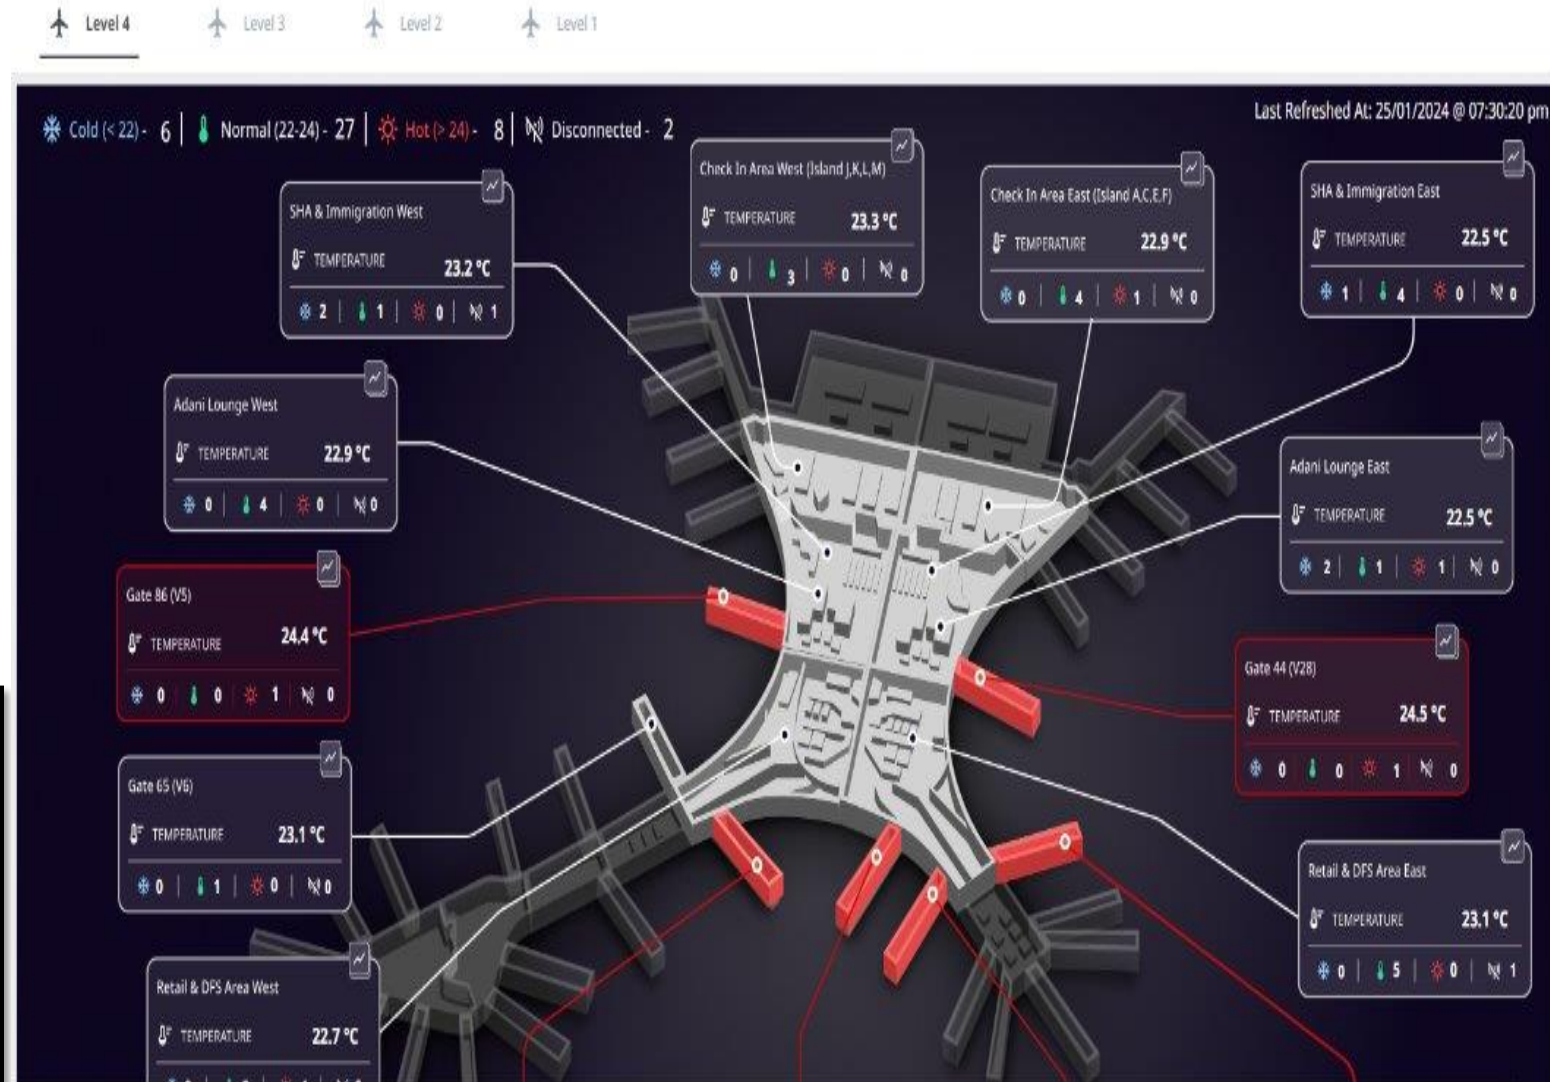 Level 4
Level 3
Level 2
Level 1
Last Refreshed At: 25/01/2024 @ 07:30:20 pm
Cold (< 22) - 6 | Normal (22-24) - 27 | Hot (> 24) - 8 | Disconnected - 2
Check In Area West (Island J,K,L,M)
TEMPERATURE 23.3 °C
0 | 3 | 0 | 0
Check In Area East (Island A,C,E,F)
TEMPERATURE 22.9 °C
0 | 4 | 1 | 0
SHA & Immigration East
TEMPERATURE 22.5 °C
1 | 4 | 0 | 0
SHA & Immigration West
TEMPERATURE 23.2 °C
2 | 1 | 0 | 1
Adani Lounge West
TEMPERATURE 22.9 °C
0 | 4 | 0 | 0
Adani Lounge East
TEMPERATURE 22.5 °C
2 | 1 | 1 | 0
Gate 86 (V5)
TEMPERATURE 24.4 °C
0 | 0 | 1 | 0
Gate 44 (V28)
TEMPERATURE 24.5 °C
0 | 0 | 1 | 0
Gate 65 (V6)
TEMPERATURE 23.1 °C
0 | 1 | 0 | 0
Retail & DFS Area East
TEMPERATURE 23.1 °C
0 | 5 | 0 | 1
Retail & DFS Area West
TEMPERATURE 22.7 °C